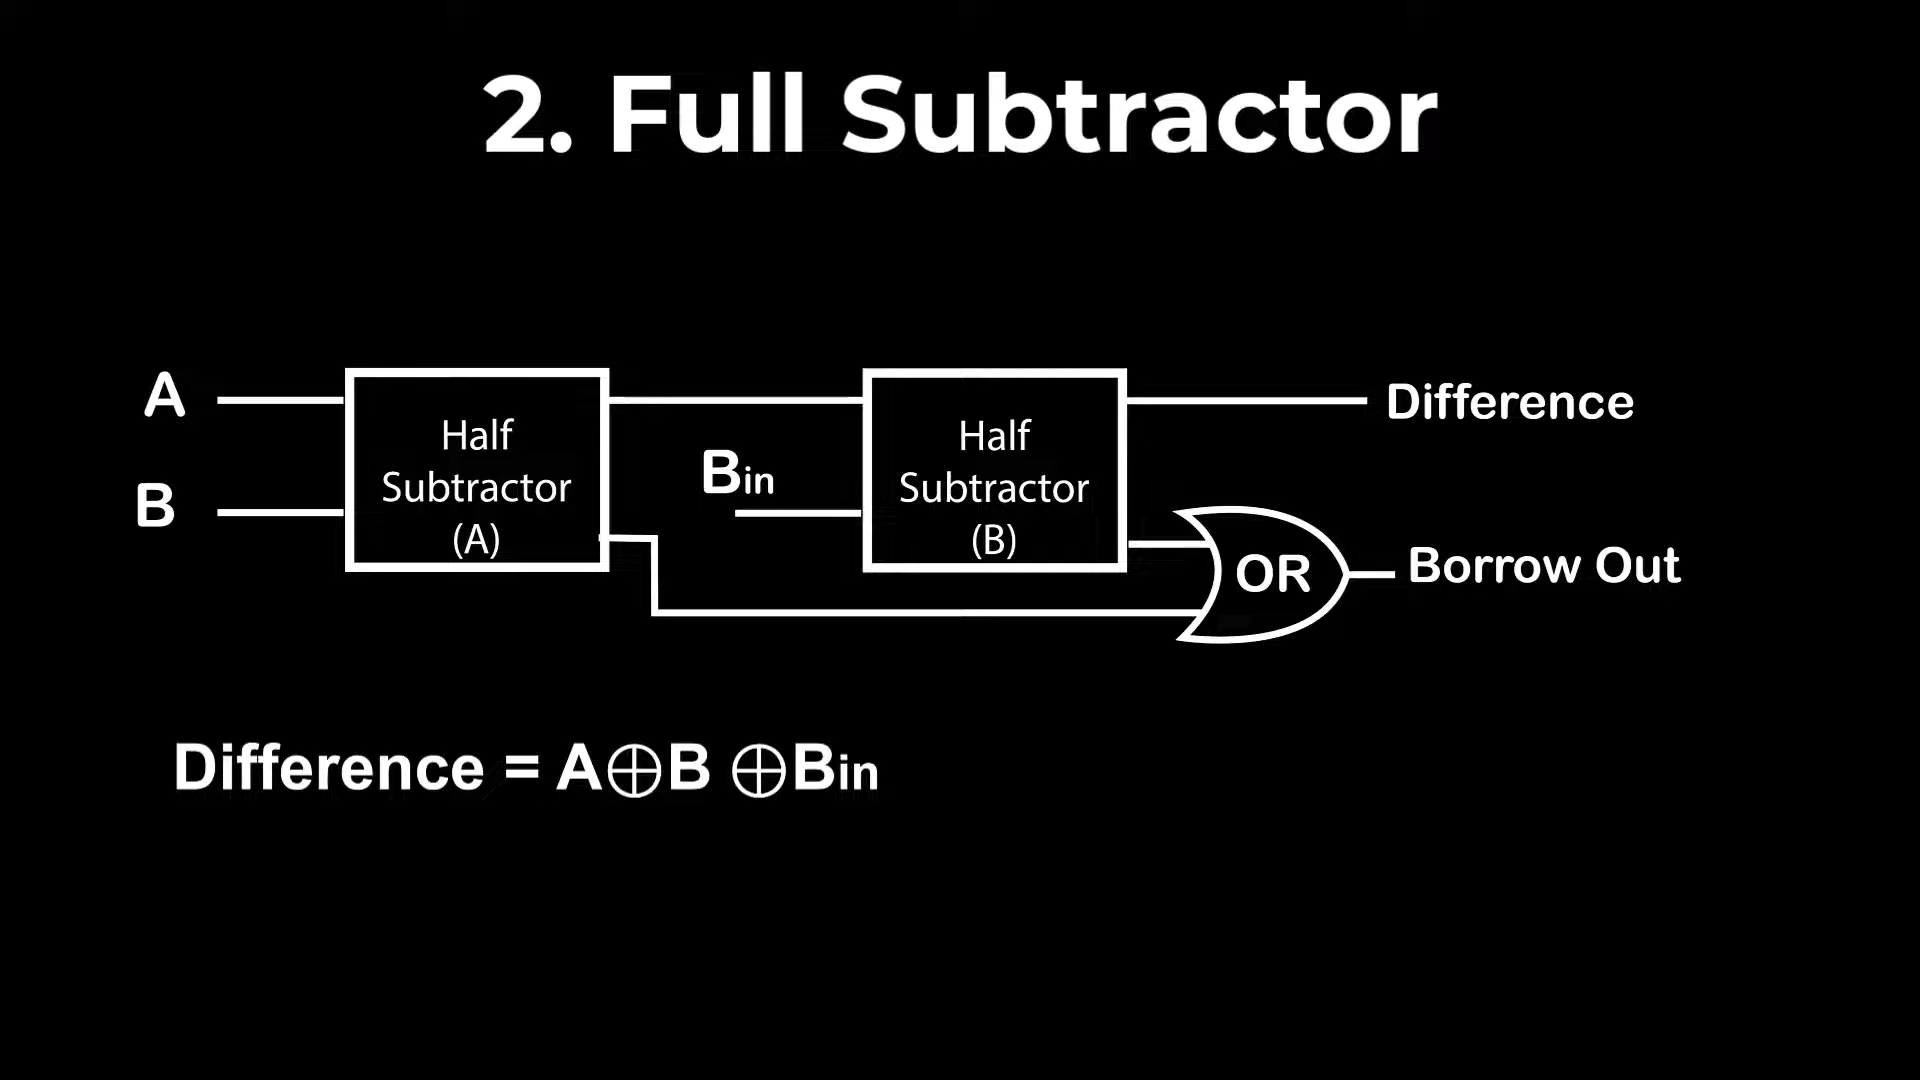 2. Full Subtractor
A
B
Half
Subtractor
(A)
Bin
Half
Subtractor
(B)
Difference
OR
Borrow Out
Difference = A⊕B ⊕Bin